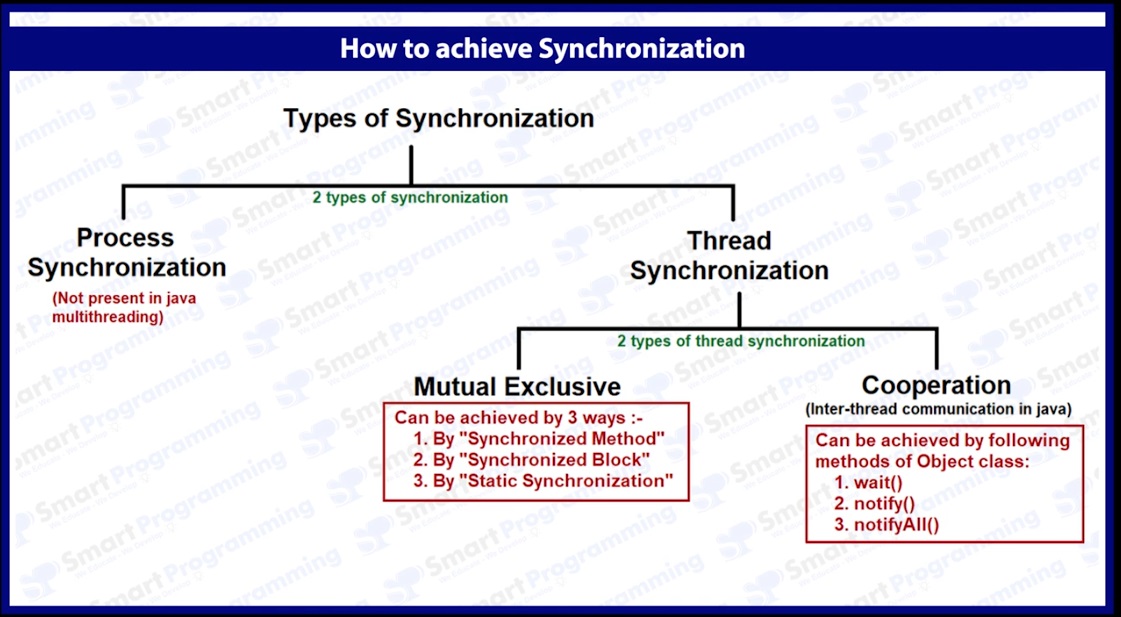 How to achieve Synchronization
Types of Synchronization
2 types of synchronization
Process
Synchronization
(Not present in java
multithreading)
Thread
Synchronization
2 types of thread synchronization
Mutual Exclusive
Can be achieved by 3 ways :-
1. By "Synchronized Method"
2. By "Synchronized Block"
3. By "Static Synchronization"
Cooperation
(Inter-thread communication in java)
Can be achieved by following
methods of Object class:
1. wait()
2. notify()
3. notifyAll()
Smart Programming